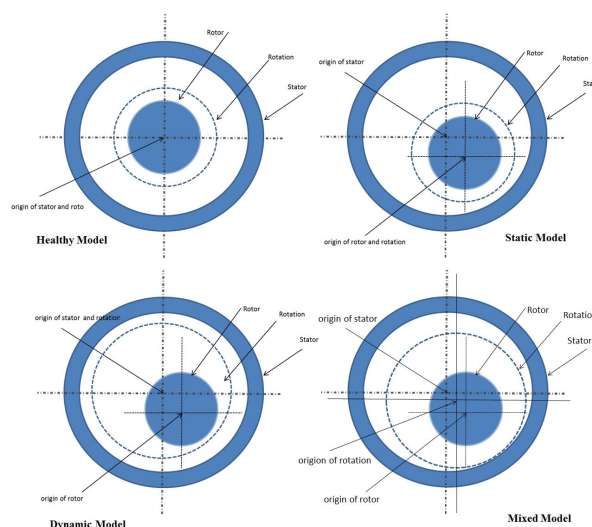 Rotor
Rotation
Stator
origin of stator and roto
Healthy Model
Rotor
origin of stator
Rotation
Sta
origin of rotor and rotation
Static Model
origin of stator and rotation
Rotor
Rotation
Stator
origin of rotor
Dynamic Model
Rotor
origin of stator
Rotatio
Stator
origion of rotation
origin of rotor
Mixed Model